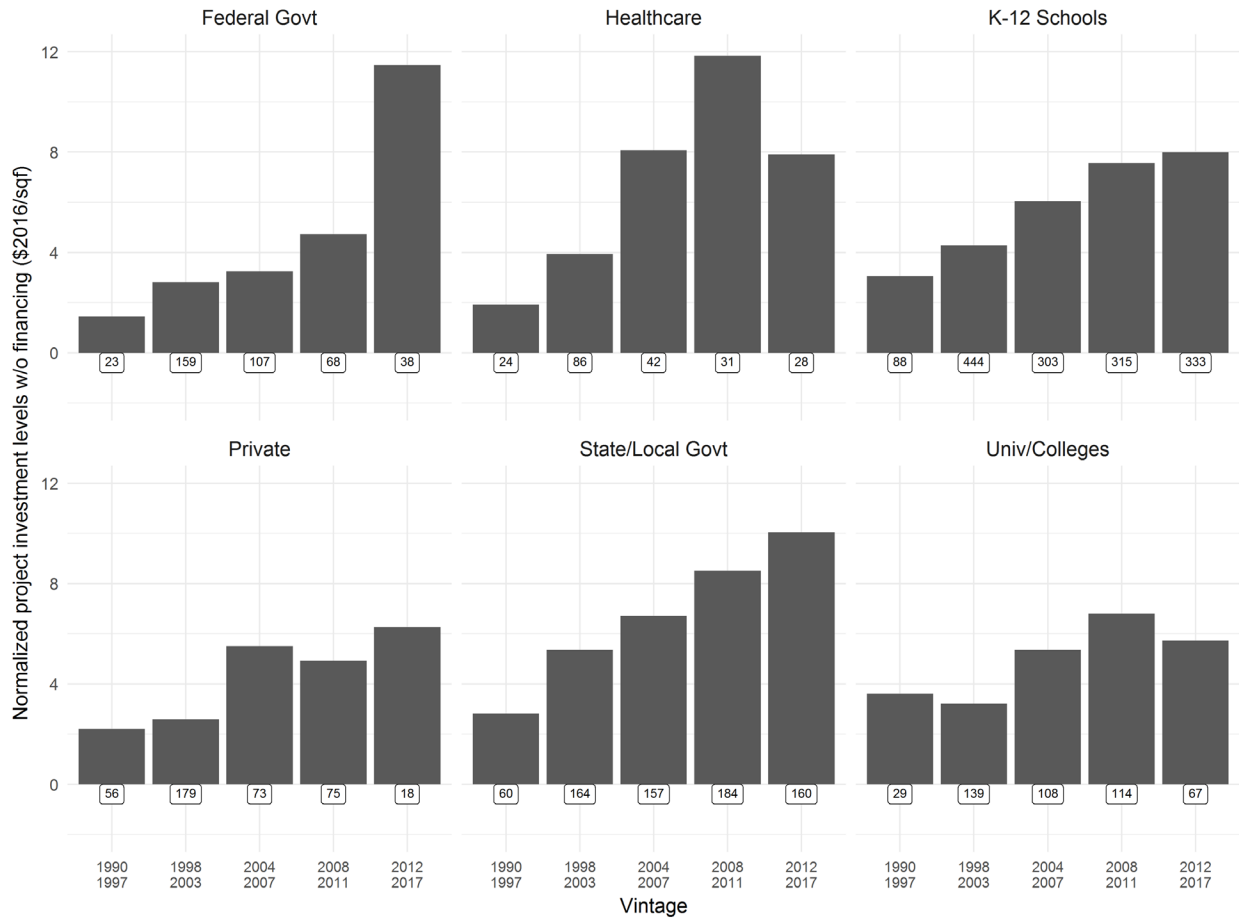 Federal Govt
Healthcare
K-12 Schools
Normalized project investment levels w/o financing ($2016/sqf)
12
8
4
0
23 159 107 68 38
24 86 42 31 28
88 444 303 315 333
Private
State/Local Govt
Univ/Colleges
12
8
4
0
56 179 73 75 18
60 164 157 184 160
29 139 108 114 67
1990 1998 2004 2008 2012
1997 2003 2007 2011 2017
1990 1998 2004 2008 2012
1997 2003 2007 2011 2017
1990 1998 2004 2008 2012
1997 2003 2007 2011 2017
Vintage